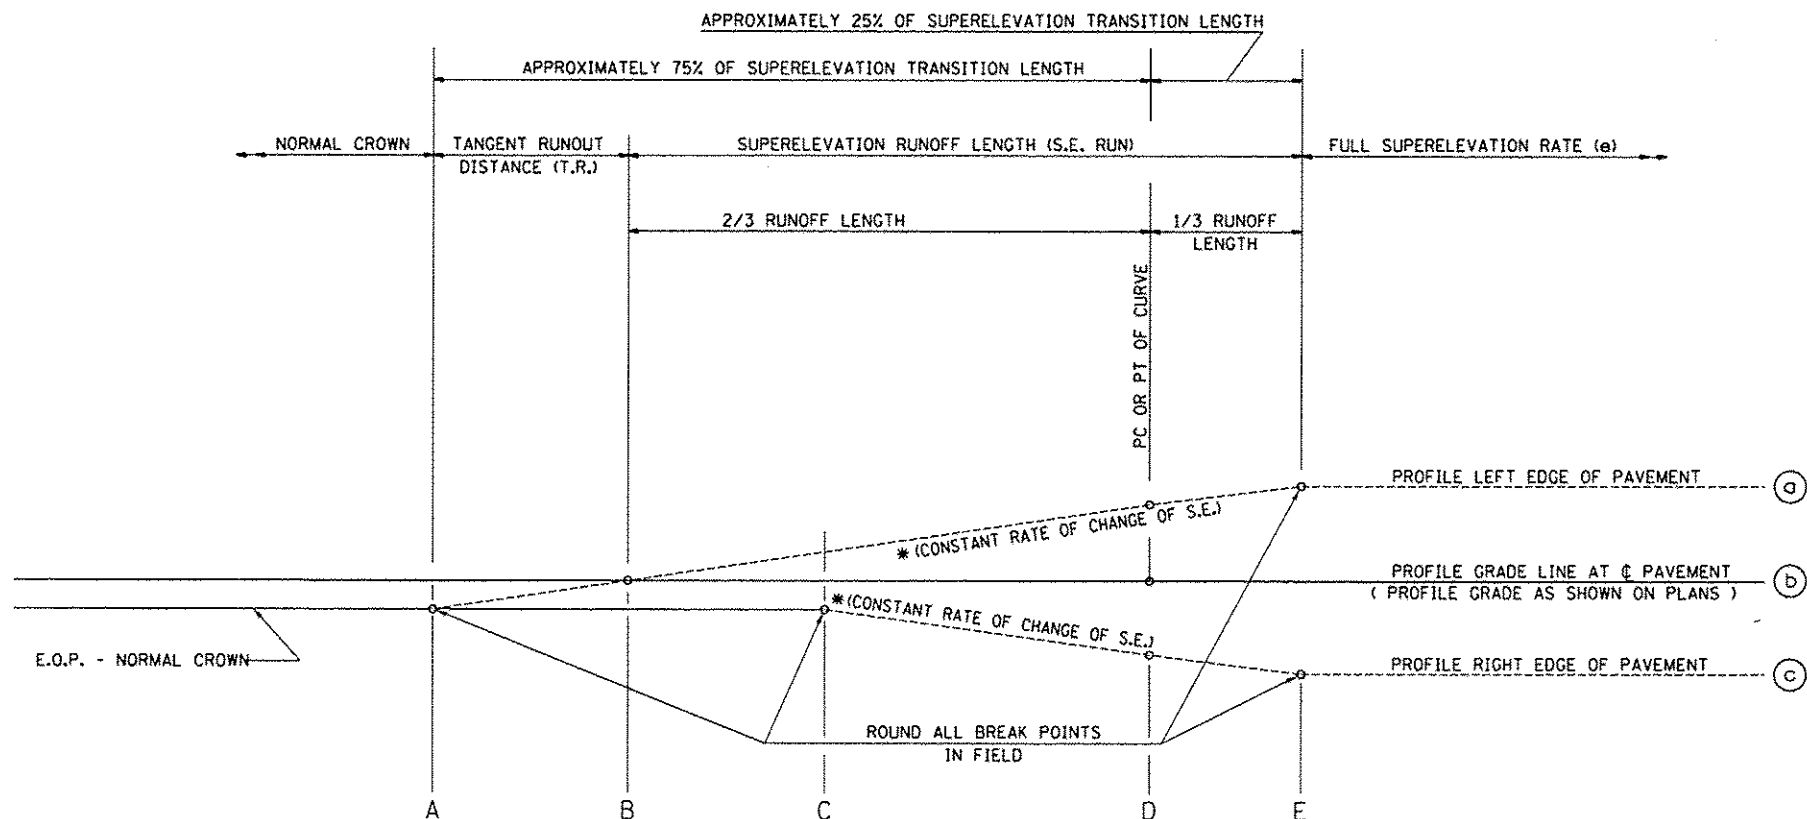 APPROXIMATELY 25% OF SUPERELEVATION TRANSITION LENGTH
APPROXIMATELY 75% OF SUPERELEVATION TRANSITION LENGTH
NORMAL CROWN
TANGENT RUNOUT
DISTANCE (T.R.)
SUPERELEVATION RUNOFF LENGTH (S.E. RUN)
FULL SUPERELEVATION RATE (e)
2/3 RUNOFF LENGTH
1/3 RUNOFF
LENGTH
PC OR PT OF CURVE
PROFILE LEFT EDGE OF PAVEMENT
a
* (CONSTANT RATE OF CHANGE OF S.E.)
PROFILE GRADE LINE AT ℄ PAVEMENT
( PROFILE GRADE AS SHOWN ON PLANS )
b
* (CONSTANT RATE OF CHANGE OF S.E.)
E.O.P. - NORMAL CROWN
PROFILE RIGHT EDGE OF PAVEMENT
c
ROUND ALL BREAK POINTS
IN FIELD
A B C D E